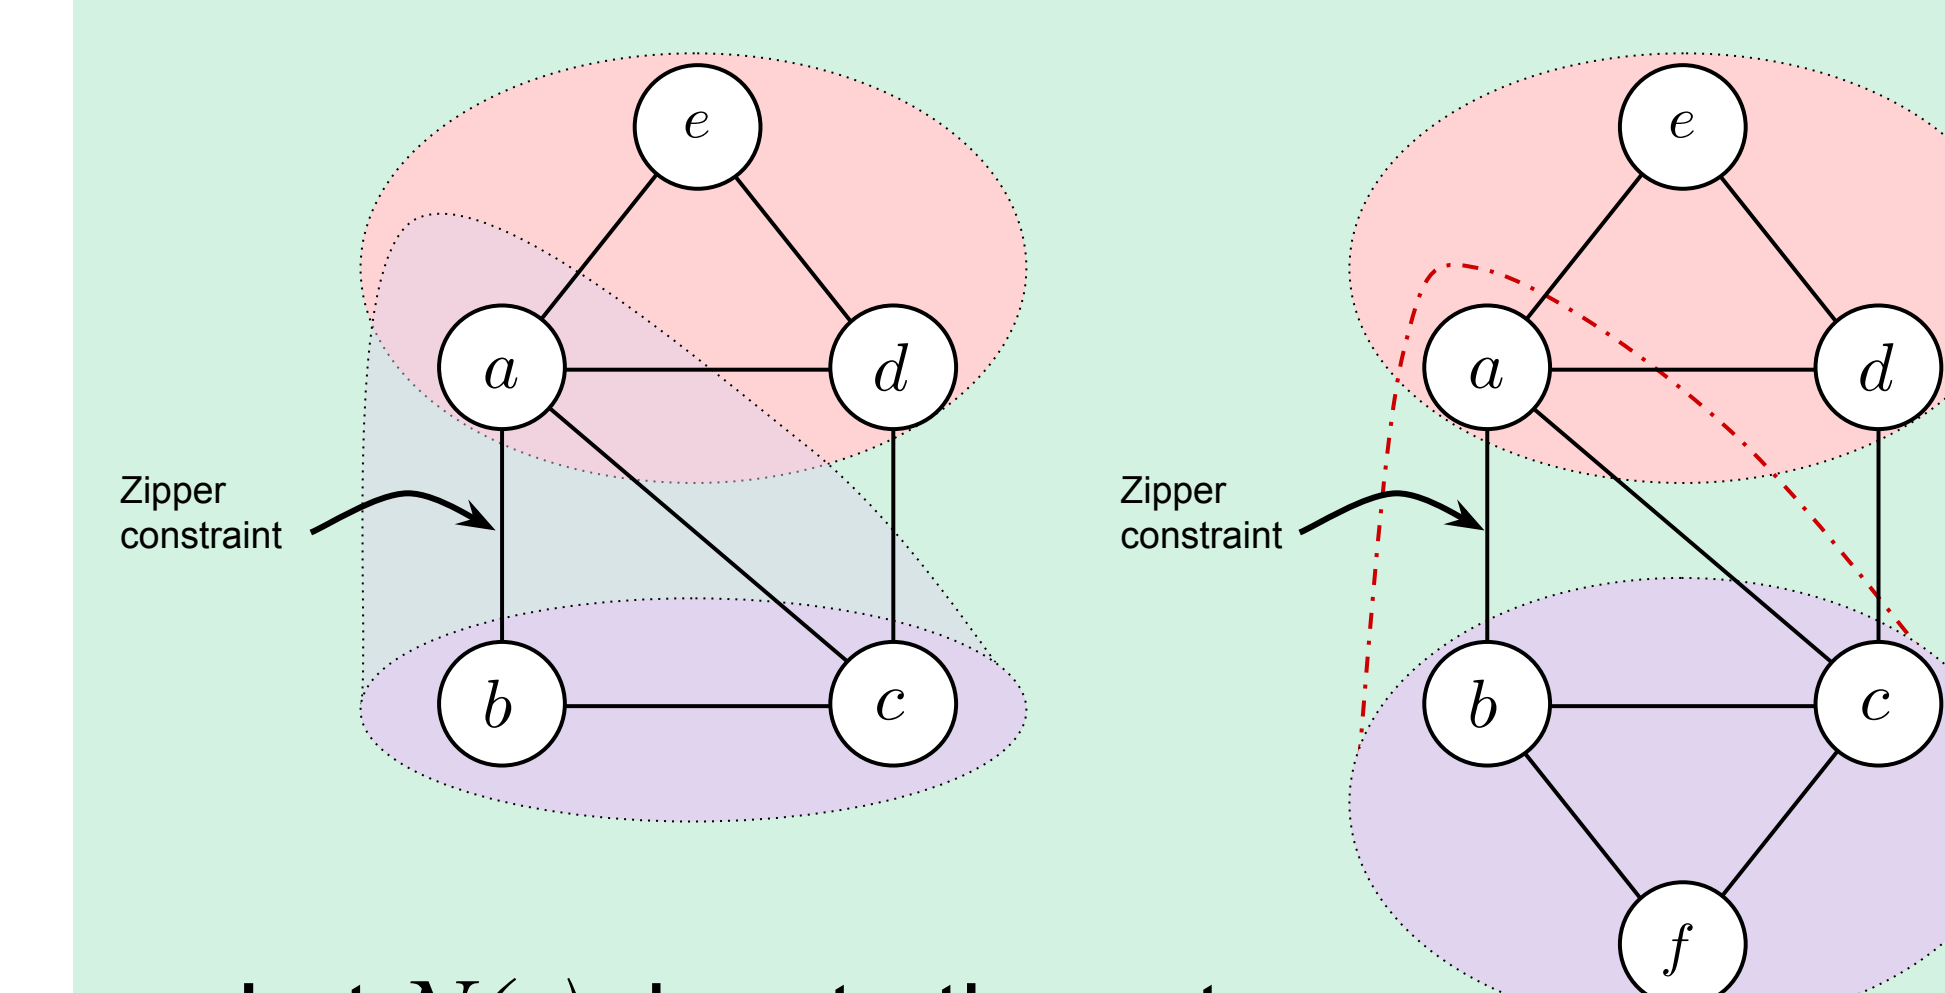 e
e
a
d
a
d
Zipper
constraint
Zipper
constraint
b
c
b
c
f
N(